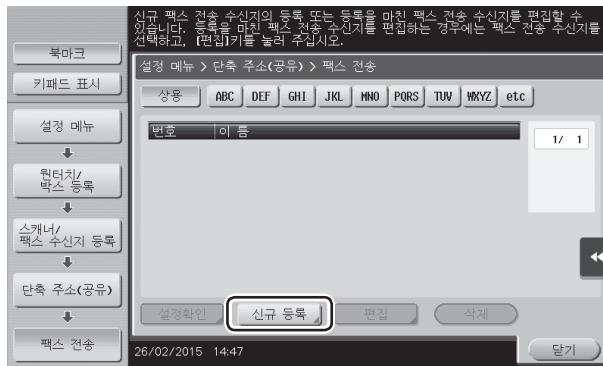 신규 팩스 전송 수신지의 등록 또는 등록을 마친 팩스 전송 수신지를 편집할 수
있습니다. 등록을 마친 팩스 전송 수신지를 편집하는 경우에는 팩스 전송 수신지를
선택하고, [편집]키를 눌러 주십시오.
북마크
키패드 표시
설정 메뉴
원터치/
박스 등록
스캐너/
팩스 수신지 등록
단축 주소(공유)
팩스 전송
설정 메뉴 > 단축 주소(공유) > 팩스 전송
상용 ABC DEF GHI JKL MNO PQRS TUV WXYZ etc
번호 이름
1/ 1
설정확인 신규 등록 편집 삭제
26/02/2015 14:47
닫기